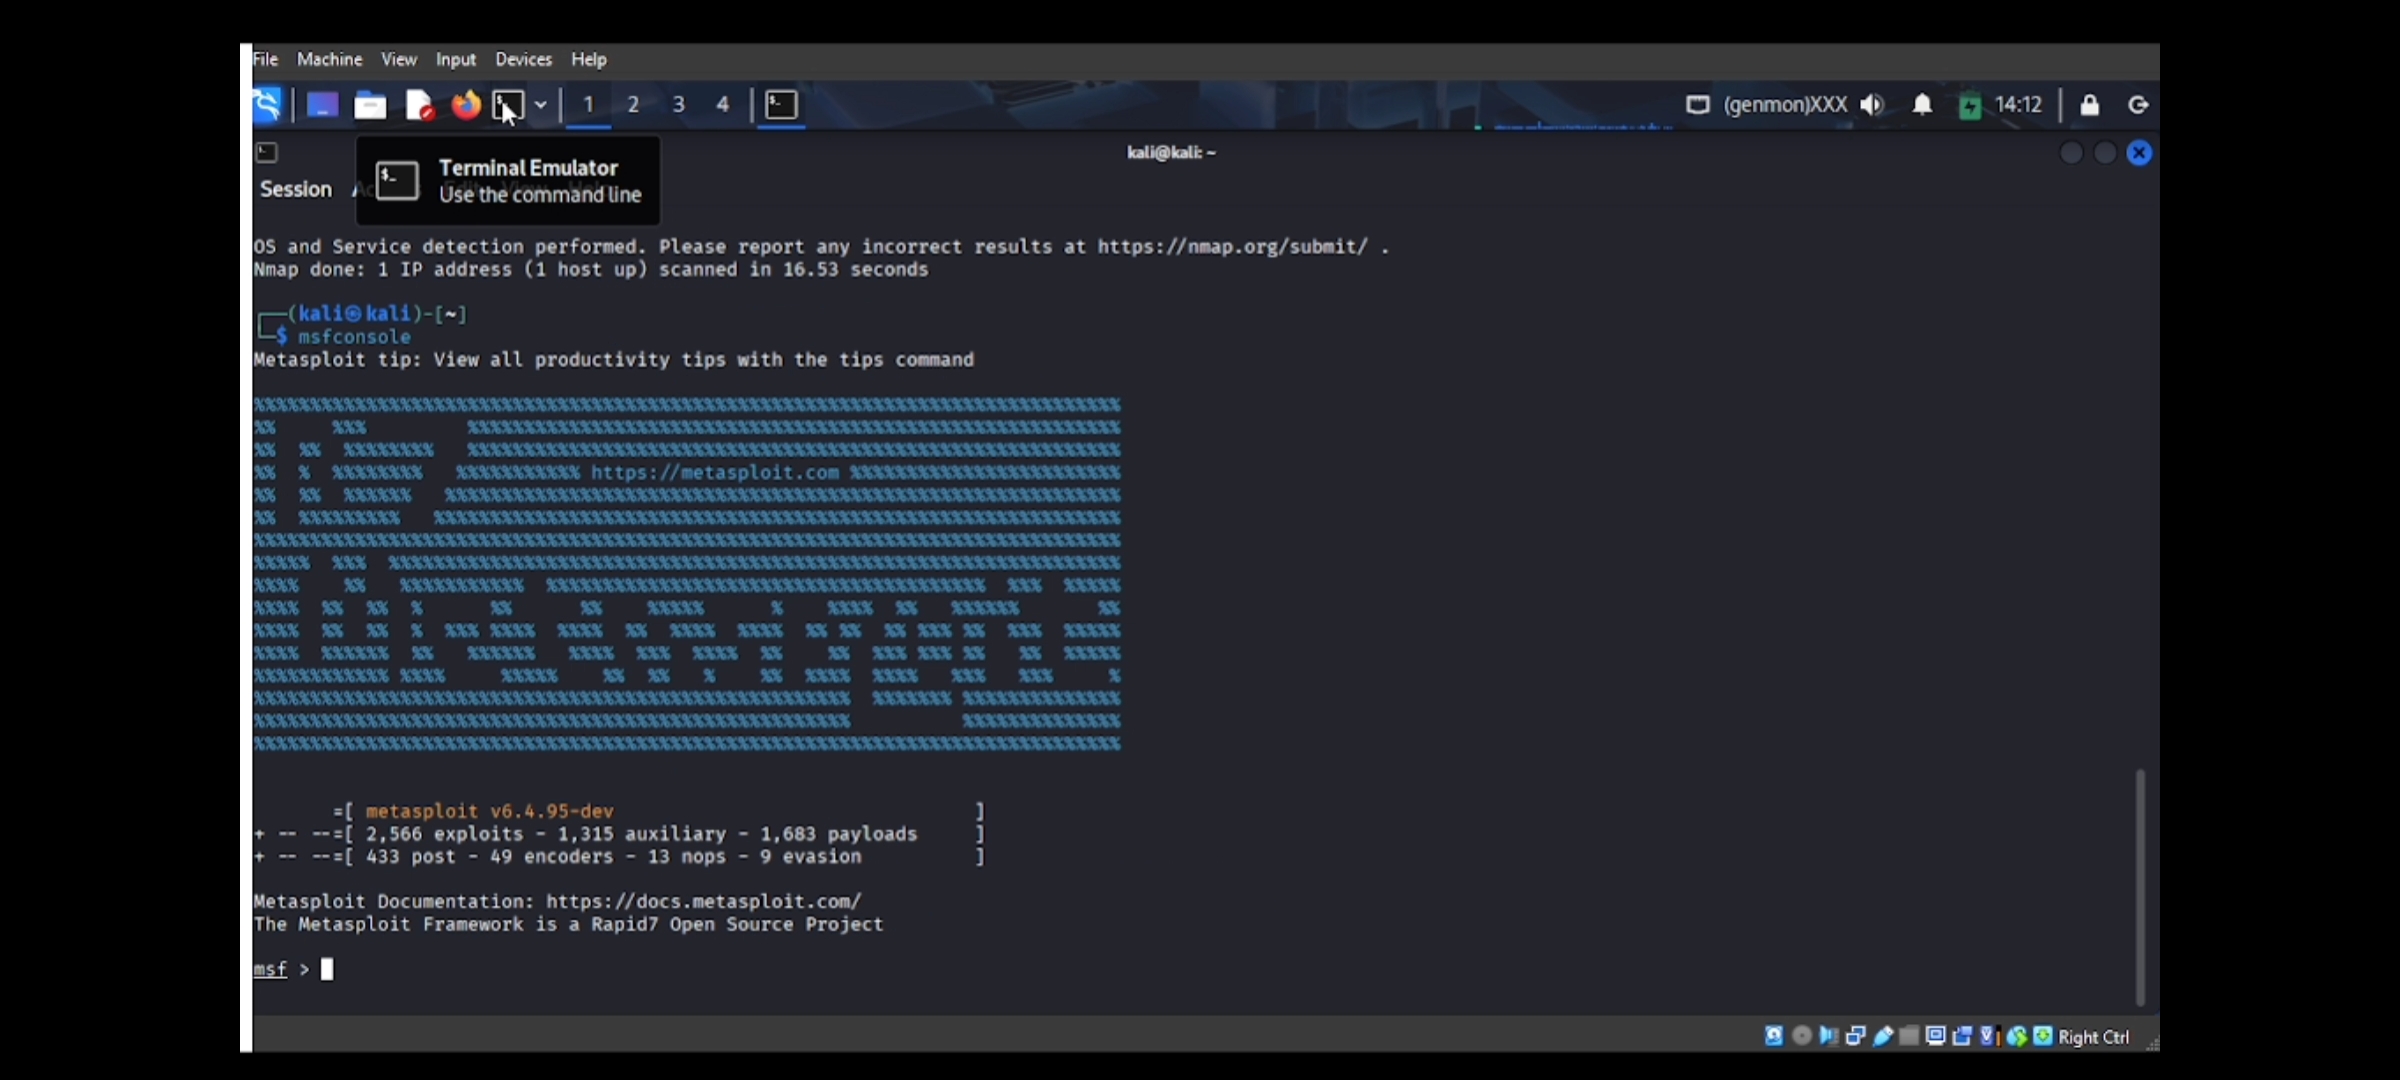 File Machine View Input Devices Help
1 2 3 4 (genmon)XXX 14:12
kali@kali: ~
Terminal Emulator
Session
Use the command line
OS and Service detection performed. Please report any incorrect results at https://nmap.org/submit/ .
Nmap done: 1 IP address (1 host up) scanned in 16.53 seconds
(kali㉿kali)-[~]
$ msfconsole
Metasploit tip: View all productivity tips with the tips command
https://metasploit.com
=[ metasploit v6.4.95-dev ]
+ -- --=[ 2,566 exploits - 1,315 auxiliary - 1,683 payloads ]
+ -- --=[ 433 post - 49 encoders - 13 nops - 9 evasion ]
Metasploit Documentation: https://docs.metasploit.com/
The Metasploit Framework is a Rapid7 Open Source Project
msf >
Right Ctrl